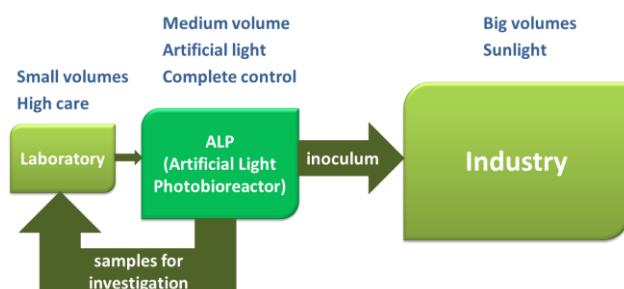 Medium volume
Artificial light
Complete control
Big volumes
Sunlight
Small volumes
High care
Laboratory
ALP
(Artificial Light
Photobioreactor)
inoculum
Industry
samples for
investigation